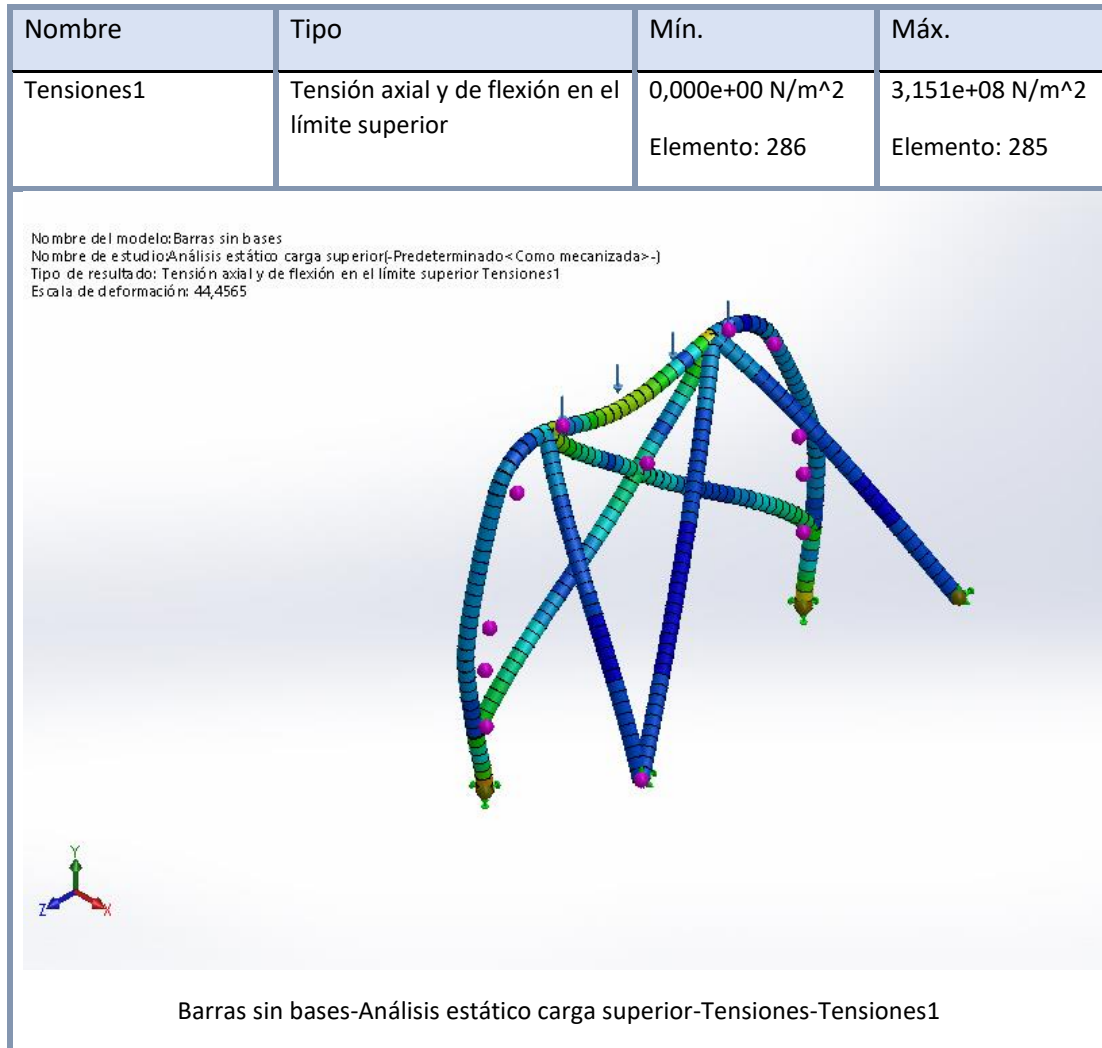 Nombre Tipo Mín. Máx.
Tensiones1 Tensión axial y de flexión en el 0,000e+00 N/m^2 3,151e+08 N/m^2
límite superior
Elemento: 286 Elemento: 285
Nombre del modelo:Barras sin bases
Nombre de estudio:Análisis estático carga superior(-Predeterminado<Como mecanizada>-)
Tipo de resultado: Tensión axial y de flexión en el límite superior Tensiones1
Escala de deformación: 44,4565
Y
Z X
Barras sin bases-Análisis estático carga superior-Tensiones-Tensiones1